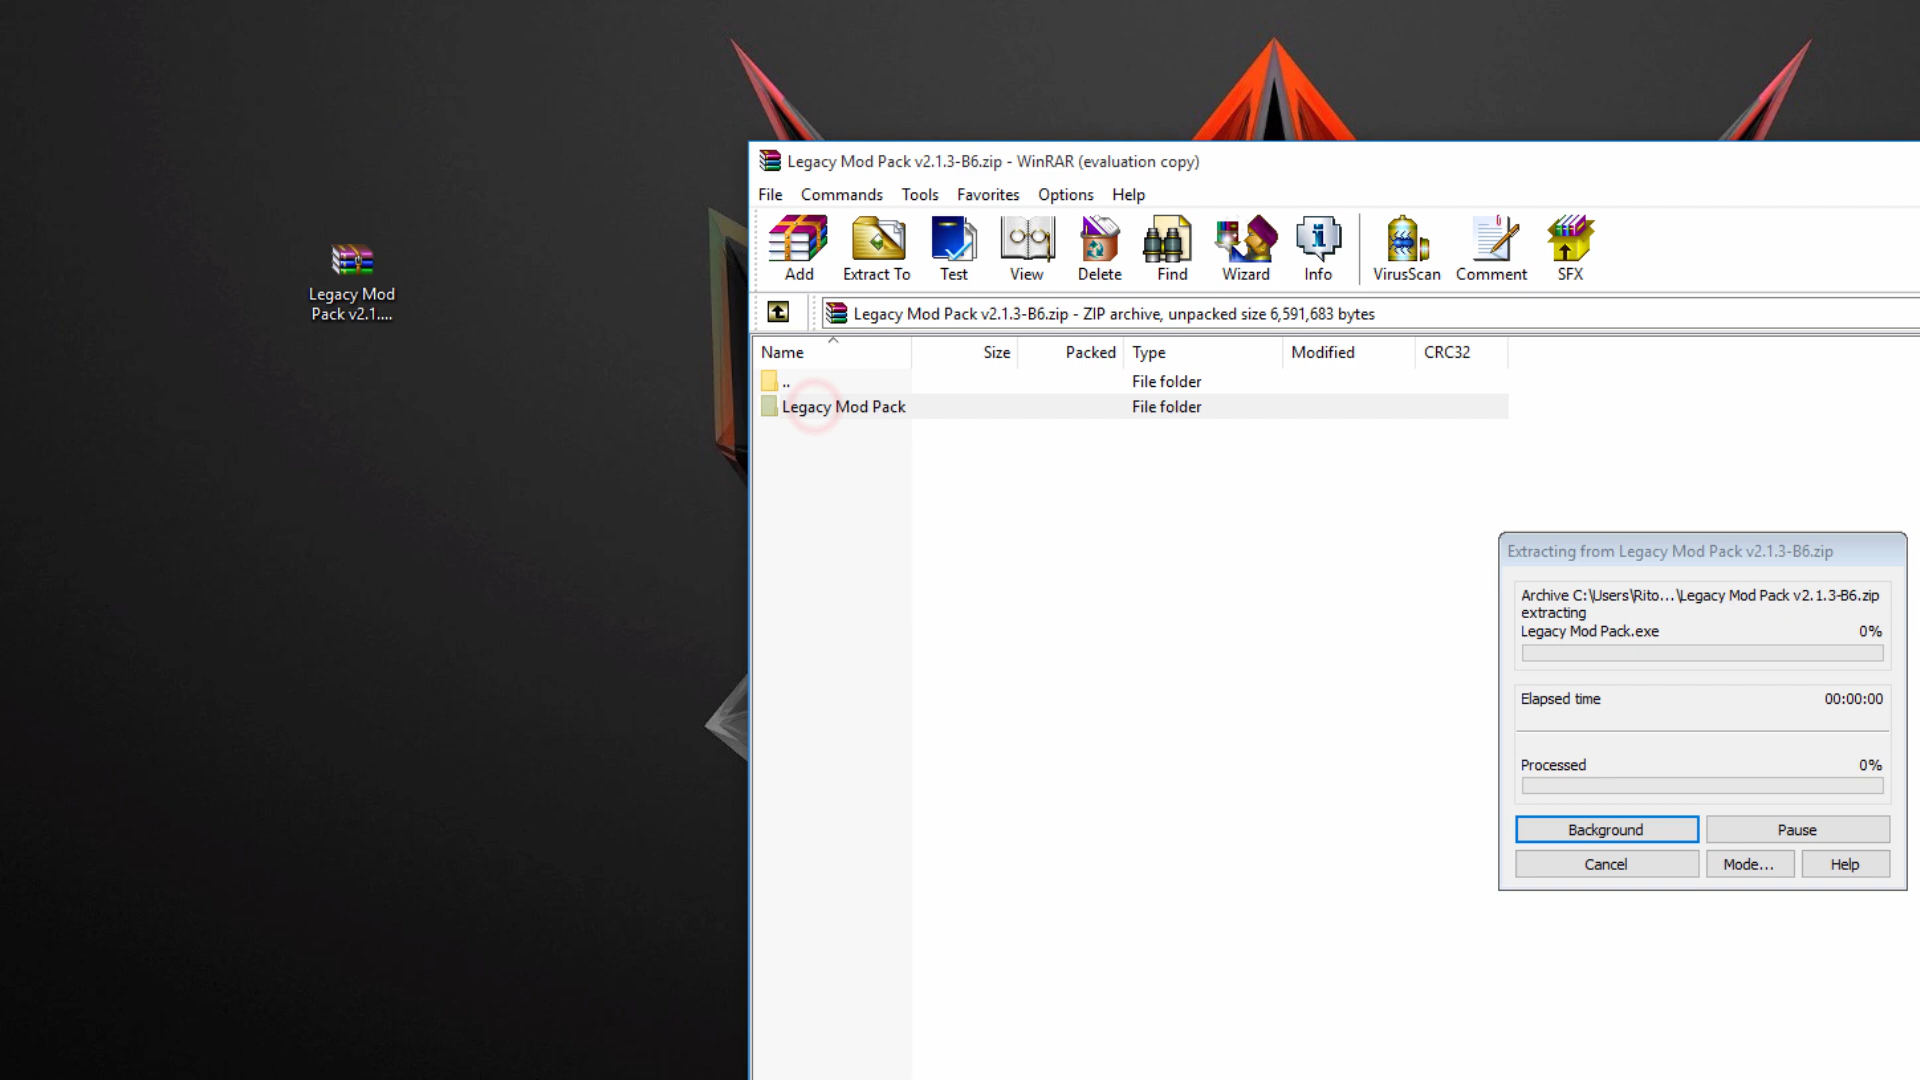 Legacy Mod
Pack v2.1....
Legacy Mod Pack v2.1.3-B6.zip - WinRAR (evaluation copy)
File Commands Tools Favorites Options Help
Add Extract To Test View Delete Find Wizard Info VirusScan Comment SFX
Legacy Mod Pack v2.1.3-B6.zip - ZIP archive, unpacked size 6,591,683 bytes
Name Size Packed Type Modified CRC32
.. File folder
Legacy Mod Pack File folder
Extracting from Legacy Mod Pack v2.1.3-B6.zip
Archive C:\Users\Rito...\Legacy Mod Pack v2.1.3-B6.zip
extracting
Legacy Mod Pack.exe 0%
Elapsed time 00:00:00
Processed 0%
Background Pause
Cancel Mode... Help